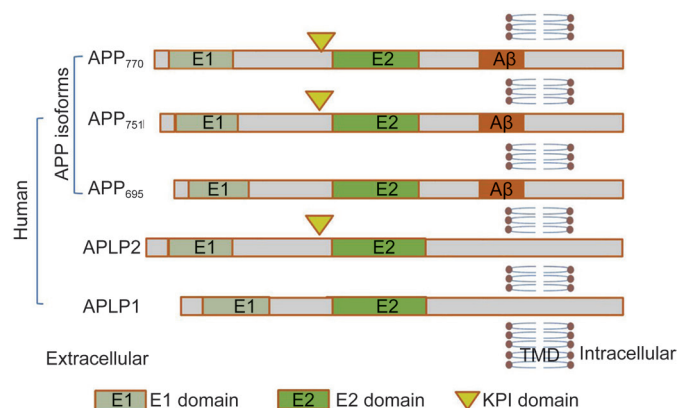 APP₇₇₀ E1 E2 Aβ
APP₇₅₁ E1 E2 Aβ
APP₆₉₅ E1 E2 Aβ
APLP2 E1 E2
APLP1 E1 E2
APP isoforms
Human
Extracellular TMD Intracellular
E1 E1 domain E2 E2 domain KPI domain